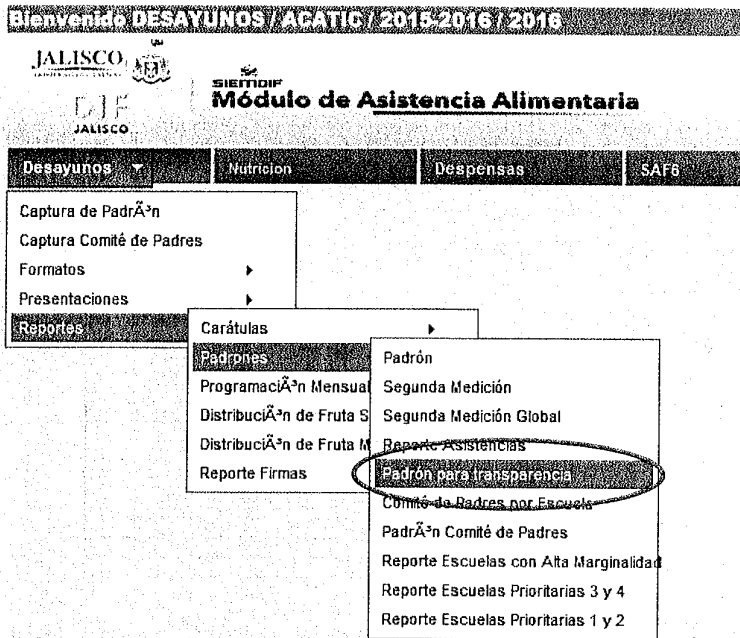 Bienvenido DESAYUNOS / ACATIC / 2015-2016 / 2016
JALISCO
DIF
JALISCO
SIEMDIF
Módulo de Asistencia Alimentaria
Desayunos
Nutricion
Despensas
Captura de PadrÃ³n
Captura Comité de Padres
Formatos
Presentaciones
Reportes
Carátulas
Padrones
ProgramaciÃ³n Mensual
DistribuciÃ³n de Fruta S
DistribuciÃ³n de Fruta M
Reporte Firmas
Padrón
Segunda Medición
Segunda Medición Global
Reporte Asistencias
Padrón para transparencia
Comité de Padres por Escuela
PadrÃ³n Comité de Padres
Reporte Escuelas con Alta Marginalidad
Reporte Escuelas Prioritarias 3 y 4
Reporte Escuelas Prioritarias 1 y 2